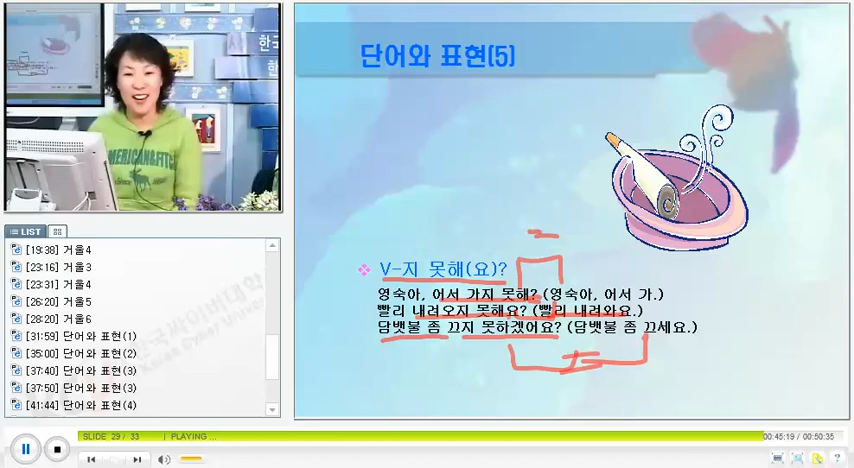 단어와 표현(5)
AMERICAN&FITCH
LIST
[19:38] 거울4
[23:16] 거울3
[23:31] 거울4
[26:20] 거울5
[28:20] 거울6
[31:59] 단어와 표현(1)
[35:00] 단어와 표현(2)
[37:40] 단어와 표현(3)
[37:50] 단어와 표현(3)
[41:44] 단어와 표현(4)
V-지 못해(요)?
영숙아, 어서 가지 못해? (영숙아, 어서 가.)
빨리 내려오지 못해요? (빨리 내려와요.)
담뱃불 좀 끄지 못하겠어요? (담뱃불 좀 끄세요.)
SLIDE 29 / 33 | PLAYING ...
00:45:19 / 00:50:35